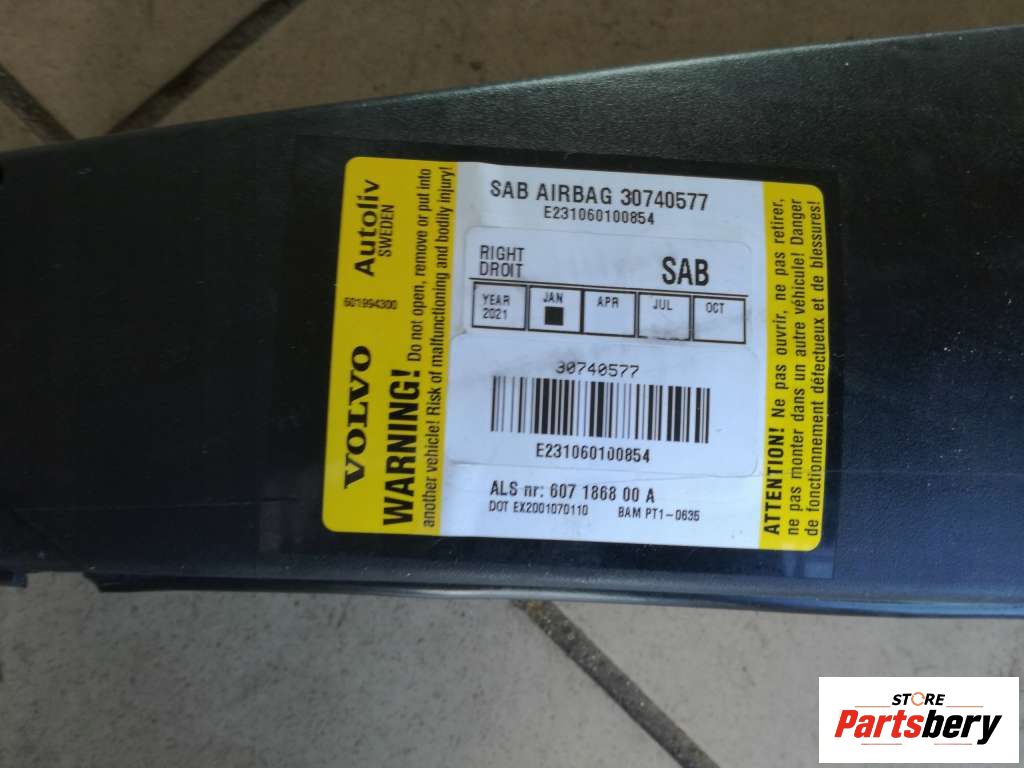 Autoliv
SWEDEN
601994300
VOLVO
WARNING! Do not open, remove or put into
another vehicle! Risk of malfunctioning and bodily injury!
SAB AIRBAG 30740577
E231060100854
RIGHT
DROIT
SAB
YEAR
2021
JAN
APR
JUL
OCT
30740577
E231060100854
ALS nr: 607 1868 00 A
DOT EX2001070110 BAM PT1-0635
ATTENTION! Ne pas ouvrir, ne pas retirer,
ne pas monter dans un autre véhicule! Danger
de fonctionnement défectueux et de blessures!
STORE
Partsbery